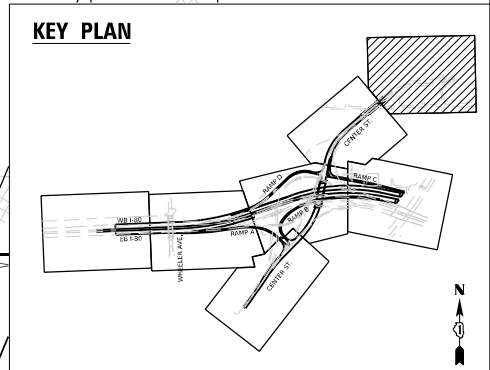 KEY PLAN
CENTER ST.
RAMP D
RAMP C
RAMP B
WB I-80
EB I-80
RAMP A
WHEELER AVE.
CENTER ST.
N
1